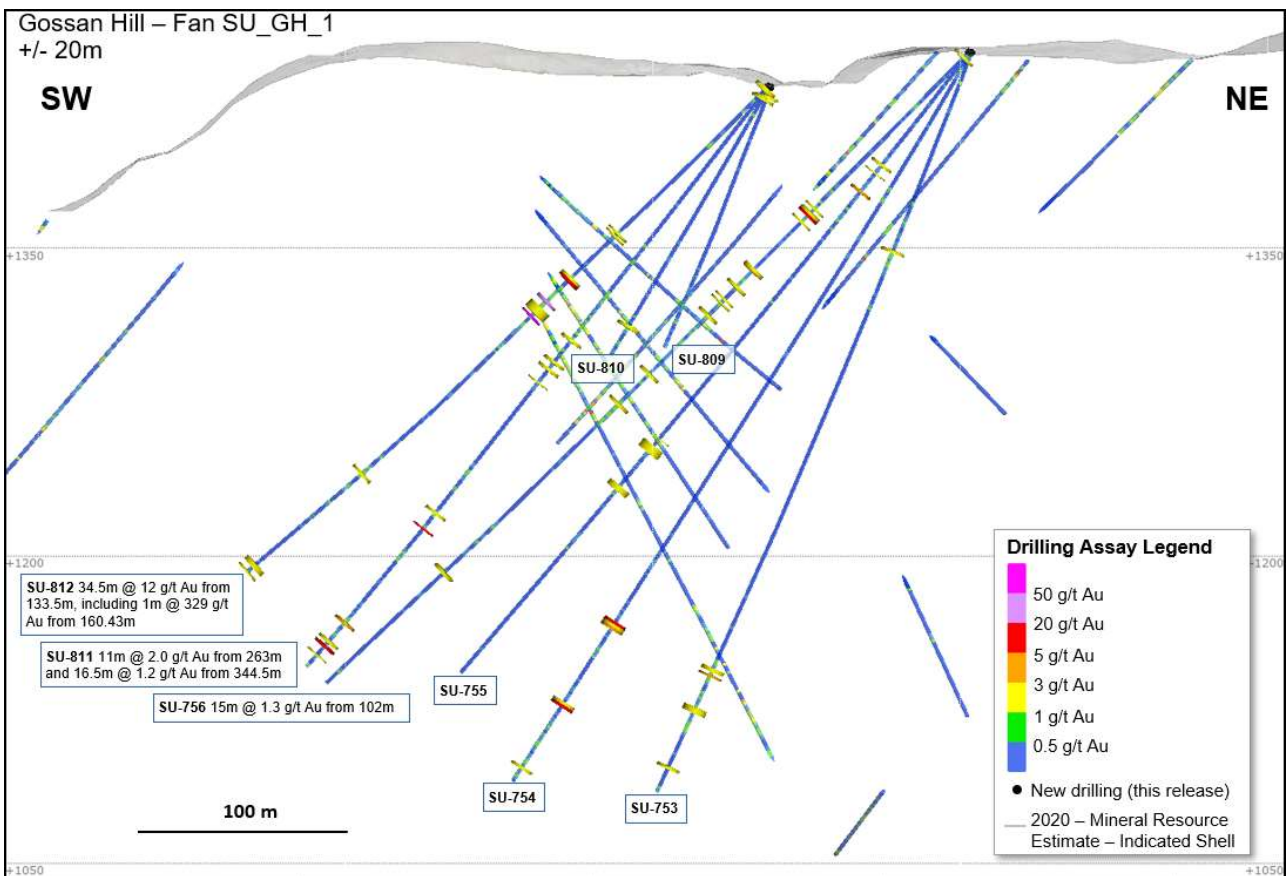 Gossan Hill – Fan SU_GH_1
+/- 20m
SW
NE
+1350
+1350
SU-810
SU-809
+1200
-1200
SU-812 34.5m @ 12 g/t Au from
133.5m, including 1m @ 329 g/t
Au from 160.43m
SU-811 11m @ 2.0 g/t Au from 263m
and 16.5m @ 1.2 g/t Au from 344.5m
SU-756 15m @ 1.3 g/t Au from 102m
SU-755
SU-754
SU-753
100 m
Drilling Assay Legend
50 g/t Au
20 g/t Au
5 g/t Au
3 g/t Au
1 g/t Au
0.5 g/t Au
New drilling (this release)
2020 – Mineral Resource
Estimate – Indicated Shell
+1050
+1050